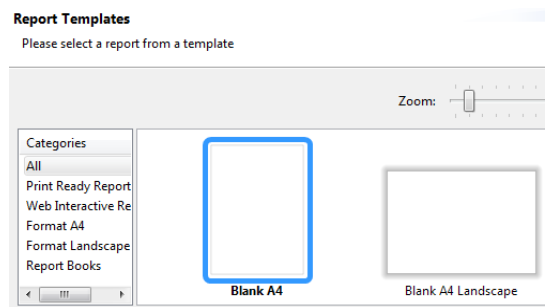 Report Templates
Please select a report from a template
Zoom:
Categories
All
Print Ready Report
Web Interactive Re
Format A4
Format Landscape
Report Books
Blank A4
Blank A4 Landscape